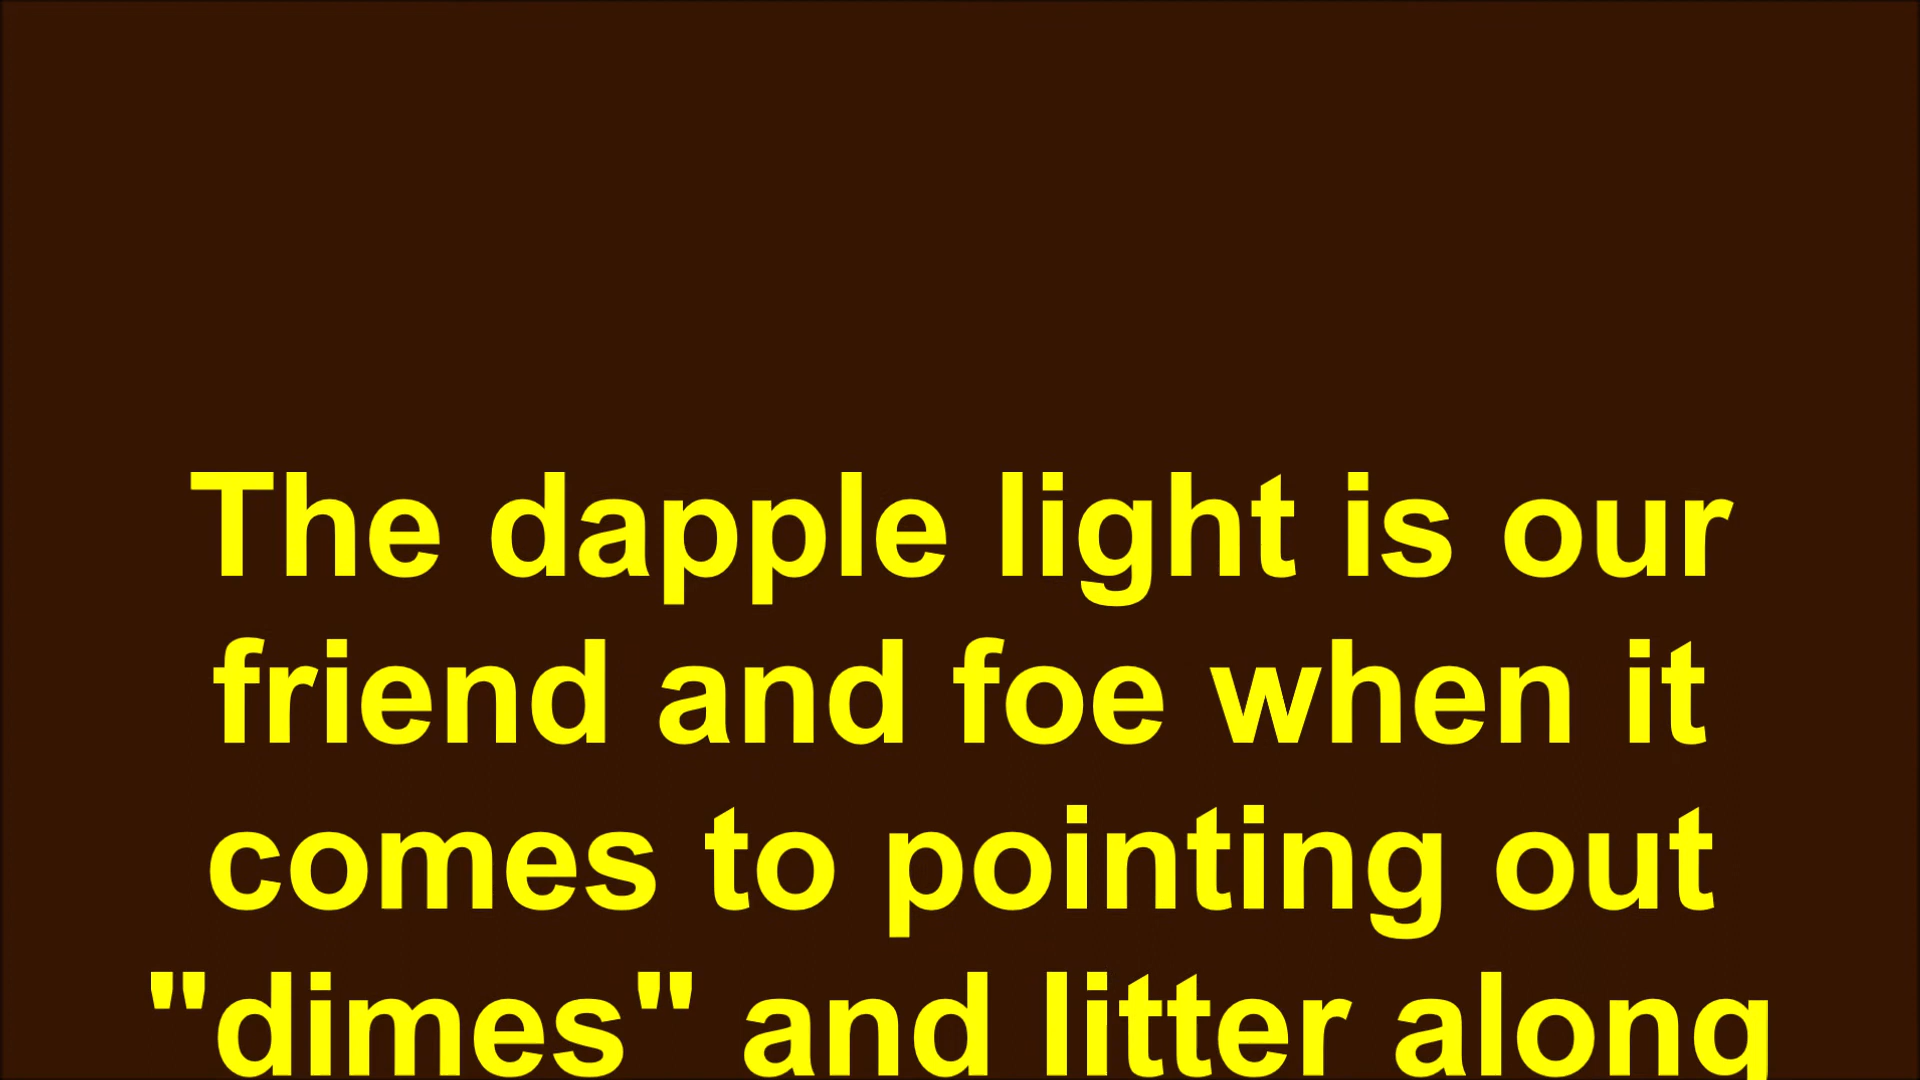 The dapple light is our
friend and foe when it
comes to pointing out
"dimes" and litter along